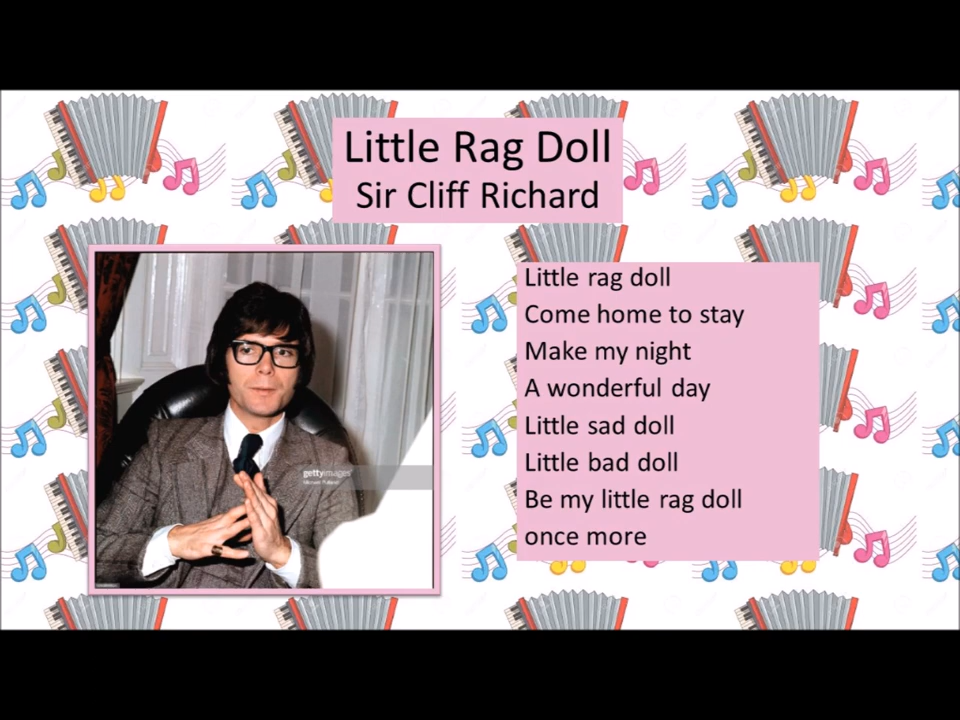 Little Rag Doll
Sir Cliff Richard
Little rag doll
Come home to stay
Make my night
A wonderful day
Little sad doll
Little bad doll
Be my little rag doll
once more
gettyimages